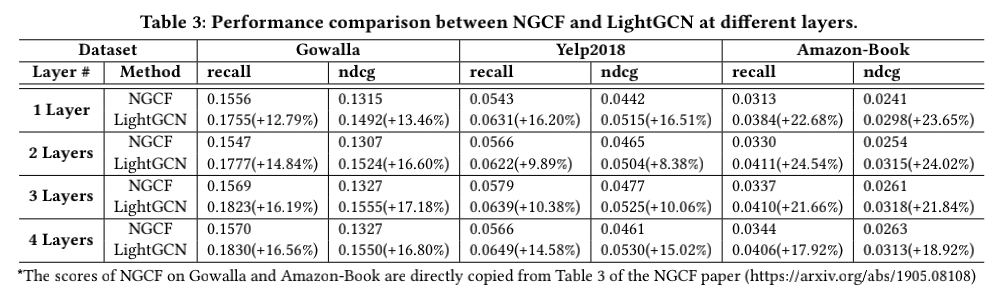 Table 3: Performance comparison between NGCF and LightGCN at different layers.
Dataset Gowalla Yelp2018 Amazon-Book
Layer # Method recall ndcg recall ndcg recall ndcg
1 Layer NGCF 0.1556 0.1315 0.0543 0.0442 0.0313 0.0241
LightGCN 0.1755(+12.79%) 0.1492(+13.46%) 0.0631(+16.20%) 0.0515(+16.51%) 0.0384(+22.68%) 0.0298(+23.65%)
2 Layers NGCF 0.1547 0.1307 0.0566 0.0465 0.0330 0.0254
LightGCN 0.1777(+14.84%) 0.1524(+16.60%) 0.0622(+9.89%) 0.0504(+8.38%) 0.0411(+24.54%) 0.0315(+24.02%)
3 Layers NGCF 0.1569 0.1327 0.0579 0.0477 0.0337 0.0261
LightGCN 0.1823(+16.19%) 0.1555(+17.18%) 0.0639(+10.38%) 0.0525(+10.06%) 0.0410(+21.66%) 0.0318(+21.84%)
4 Layers NGCF 0.1570 0.1327 0.0566 0.0461 0.0344 0.0263
LightGCN 0.1830(+16.56%) 0.1550(+16.80%) 0.0649(+14.58%) 0.0530(+15.02%) 0.0406(+17.92%) 0.0313(+18.92%)
*The scores of NGCF on Gowalla and Amazon-Book are directly copied from Table 3 of the NGCF paper (https://arxiv.org/abs/1905.08108)